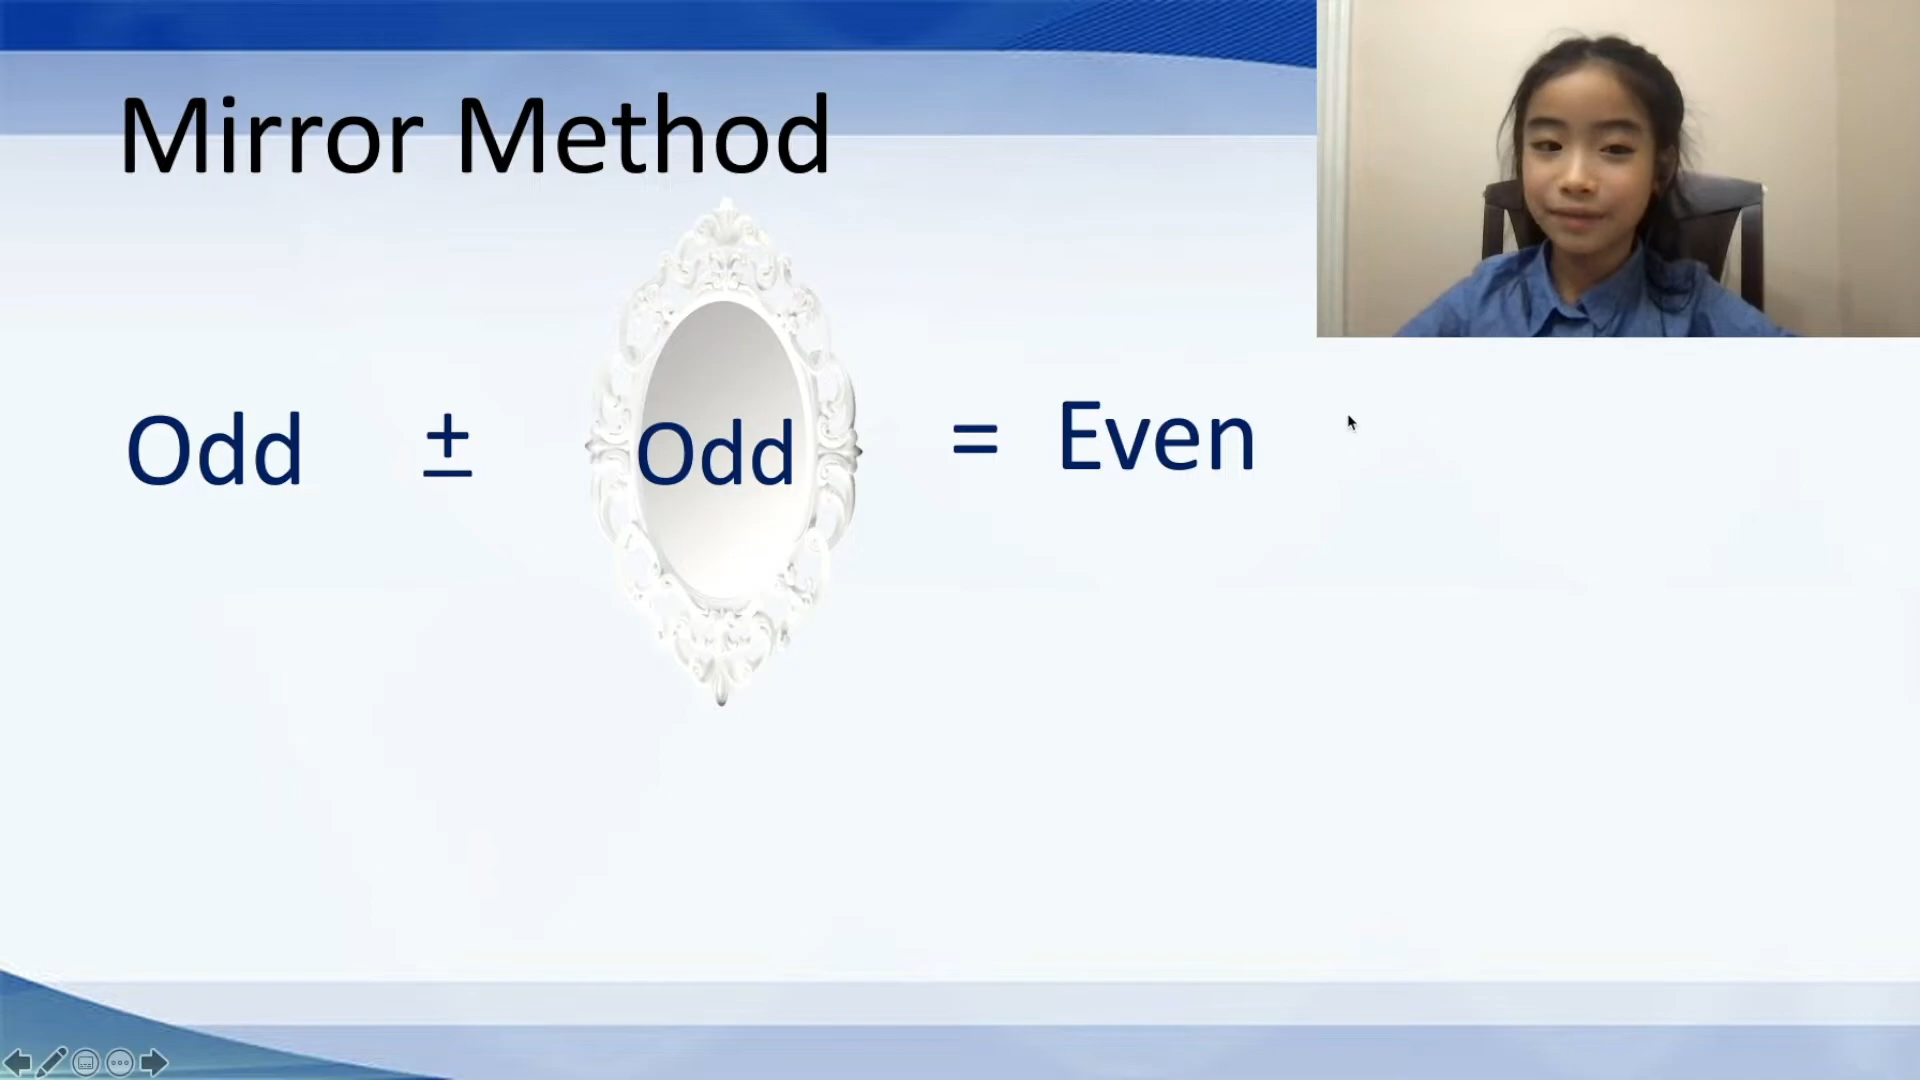 Mirror Method
Odd ± Odd = Even